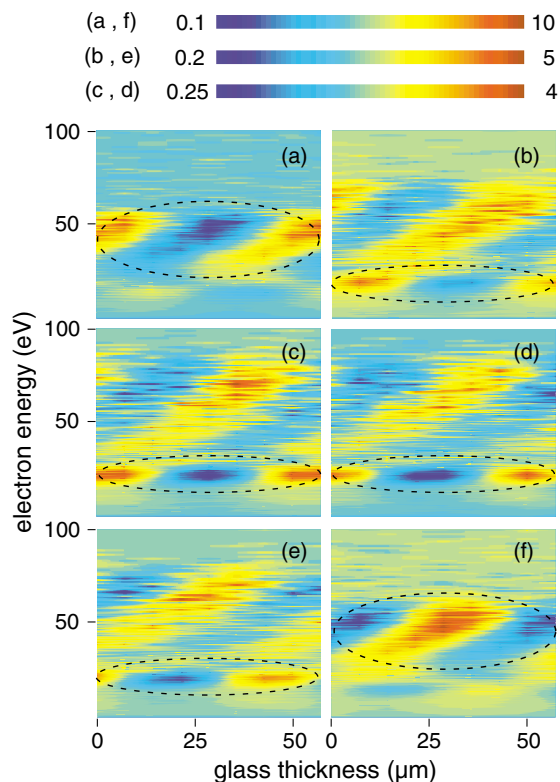 (a , f) 0.1 10
(b , e) 0.2 5
(c , d) 0.25 4
100
(a)
(b)
50
0
100
(c)
(d)
50
electron energy (eV)
100
(e)
(f)
50
0 25 50 0 25 50
glass thickness (μm)